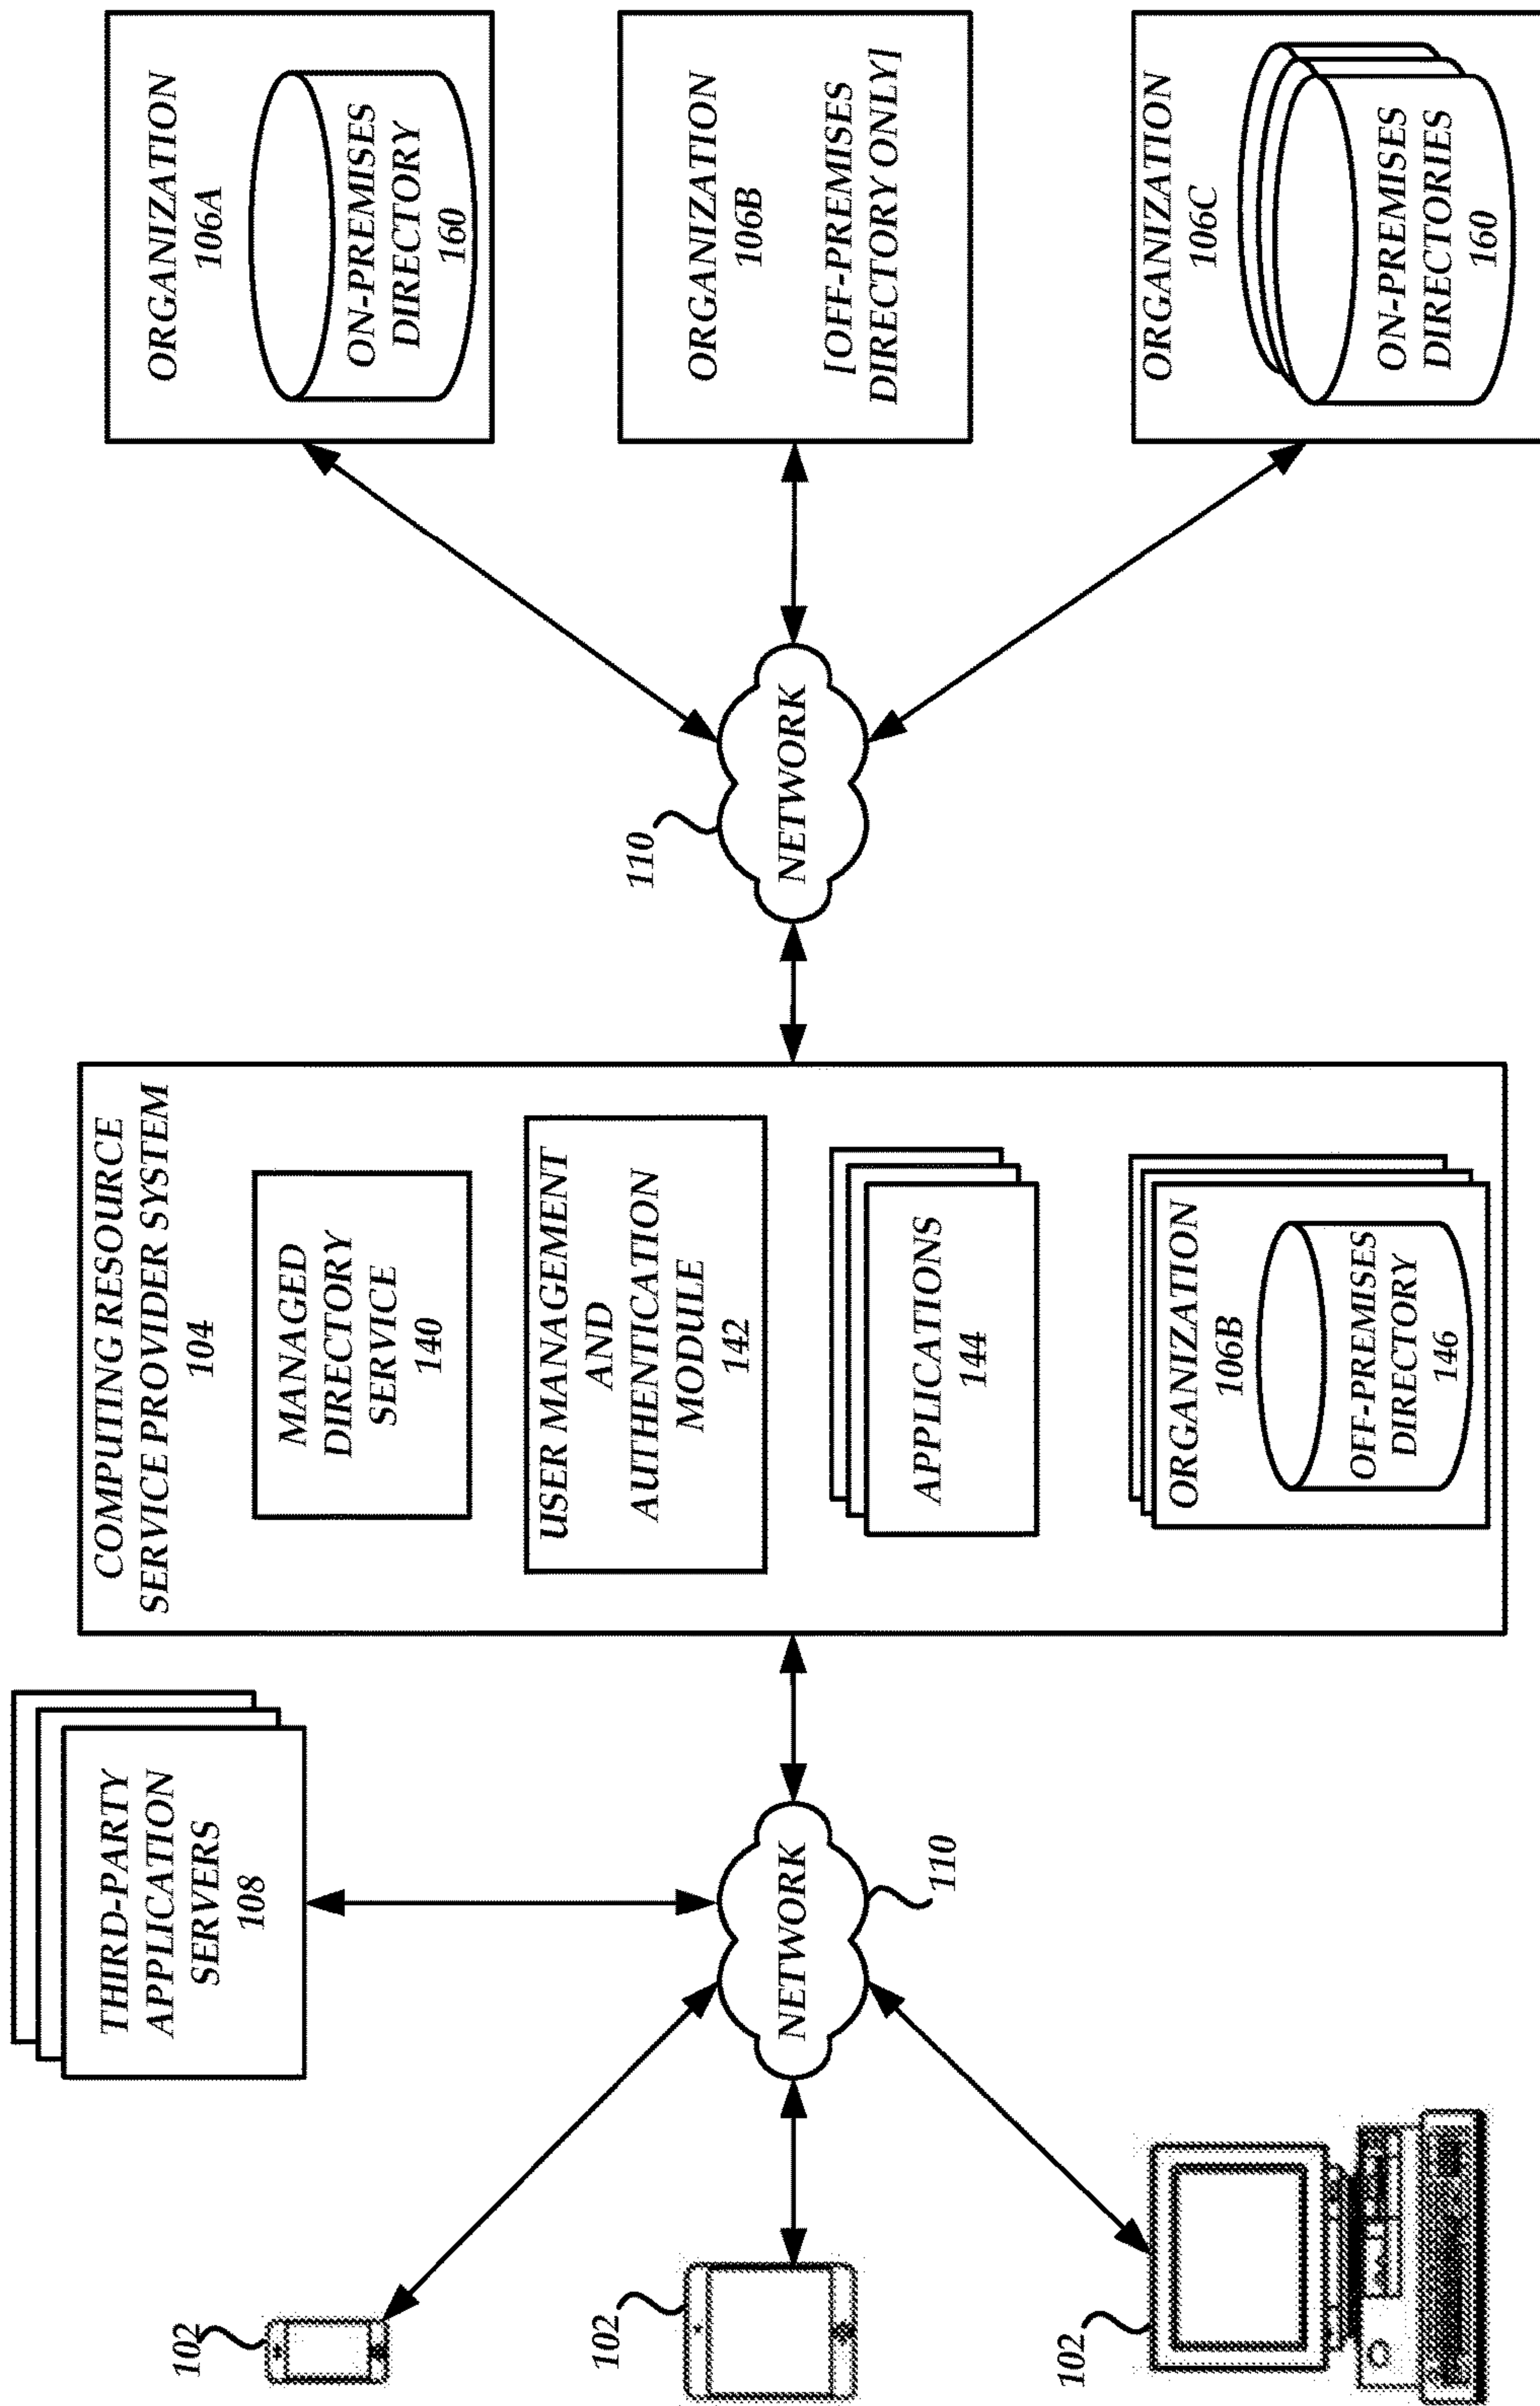 102
102
102
THIRD-PARTY
APPLICATION
SERVERS
108
NETWORK
110
COMPUTING RESOURCE
SERVICE PROVIDER SYSTEM
104
MANAGED
DIRECTORY
SERVICE
140
USER MANAGEMENT
AND
AUTHENTICATION
MODULE
142
APPLICATIONS
144
ORGANIZATION
106B
OFF-PREMISES
DIRECTORY
146
110
NETWORK
ORGANIZATION
106A
ON-PREMISES
DIRECTORY
160
ORGANIZATION
106B
[OFF-PREMISES
DIRECTORY ONLY]
ORGANIZATION
106C
ON-PREMISES
DIRECTORIES
160